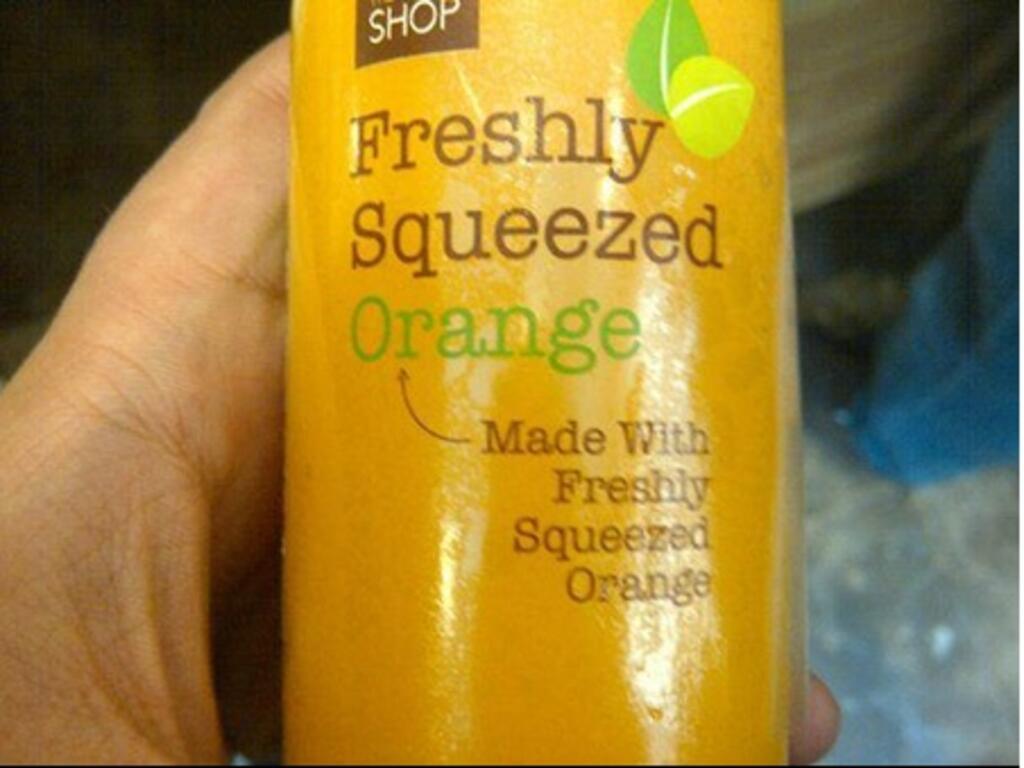 SHOP
Freshly
Squeezed
Orange
Made With
Freshly
Squeezed
Orange